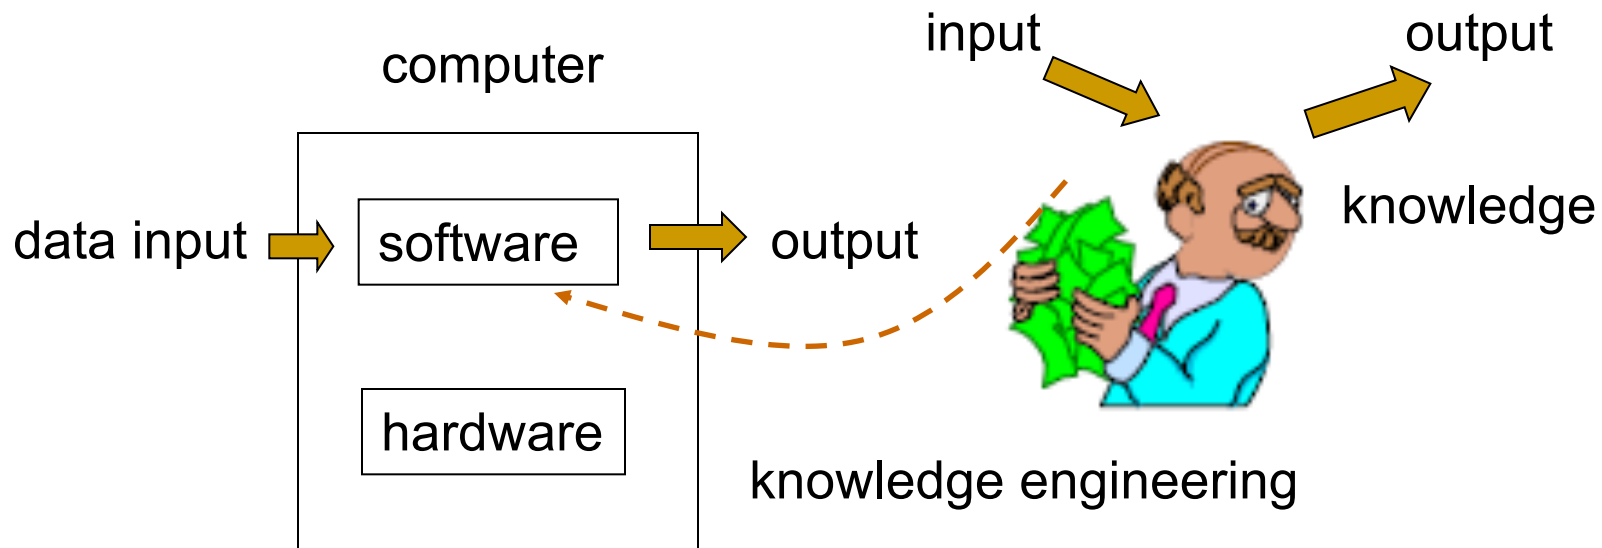 computer
data input
software
output
hardware
input
output
knowledge
knowledge engineering